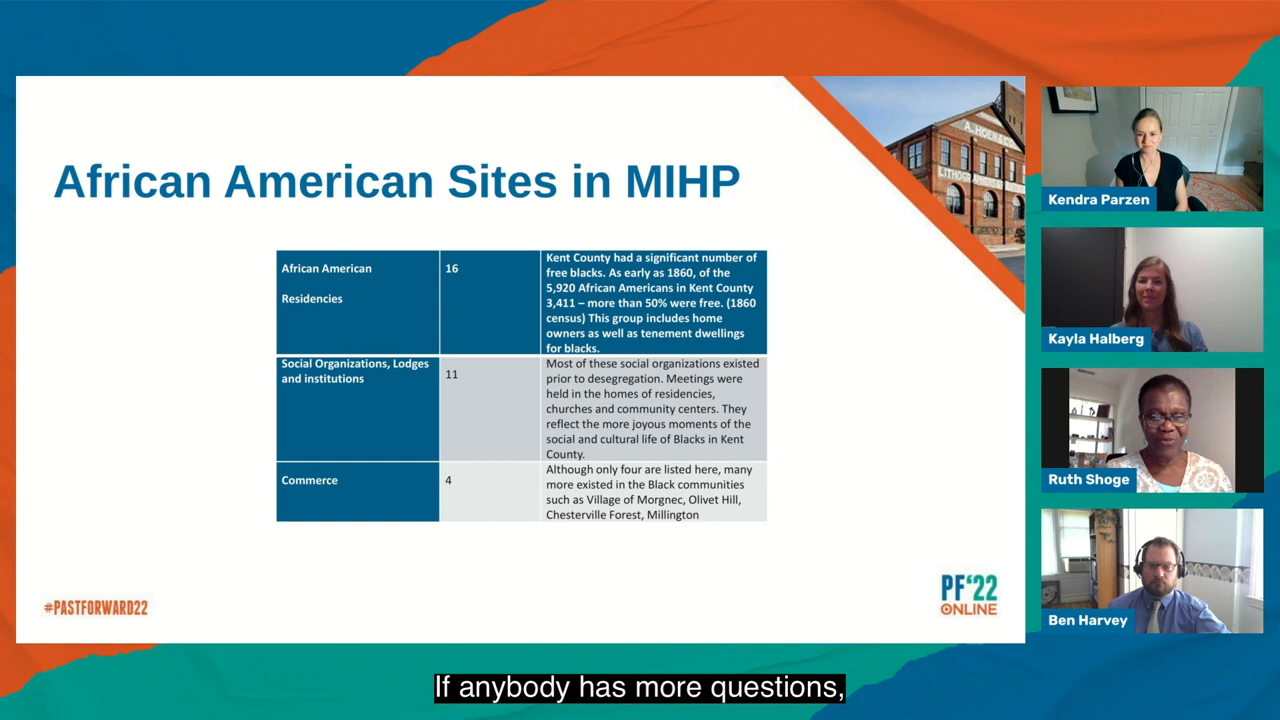 African American Sites in MIHP
African American
Residencies
16
Kent County had a significant number of
free blacks. As early as 1860, of the
5,920 African Americans in Kent County
3,411 – more than 50% were free. (1860
census) This group includes home
owners as well as tenement dwellings
for blacks.
Social Organizations, Lodges
and institutions
11
Most of these social organizations existed
prior to desegregation. Meetings were
held in the homes of residencies,
churches and community centers. They
reflect the more joyous moments of the
social and cultural life of Blacks in Kent
County.
Commerce
4
Although only four are listed here, many
more existed in the Black communities
such as Village of Morgnec, Olivet Hill,
Chesterville Forest, Millington
A. HOEN & CO.
#PASTFORWARD22
PF'22
ONLINE
Kendra Parzen
Kayla Halberg
Ruth Shoge
Ben Harvey
If anybody has more questions,